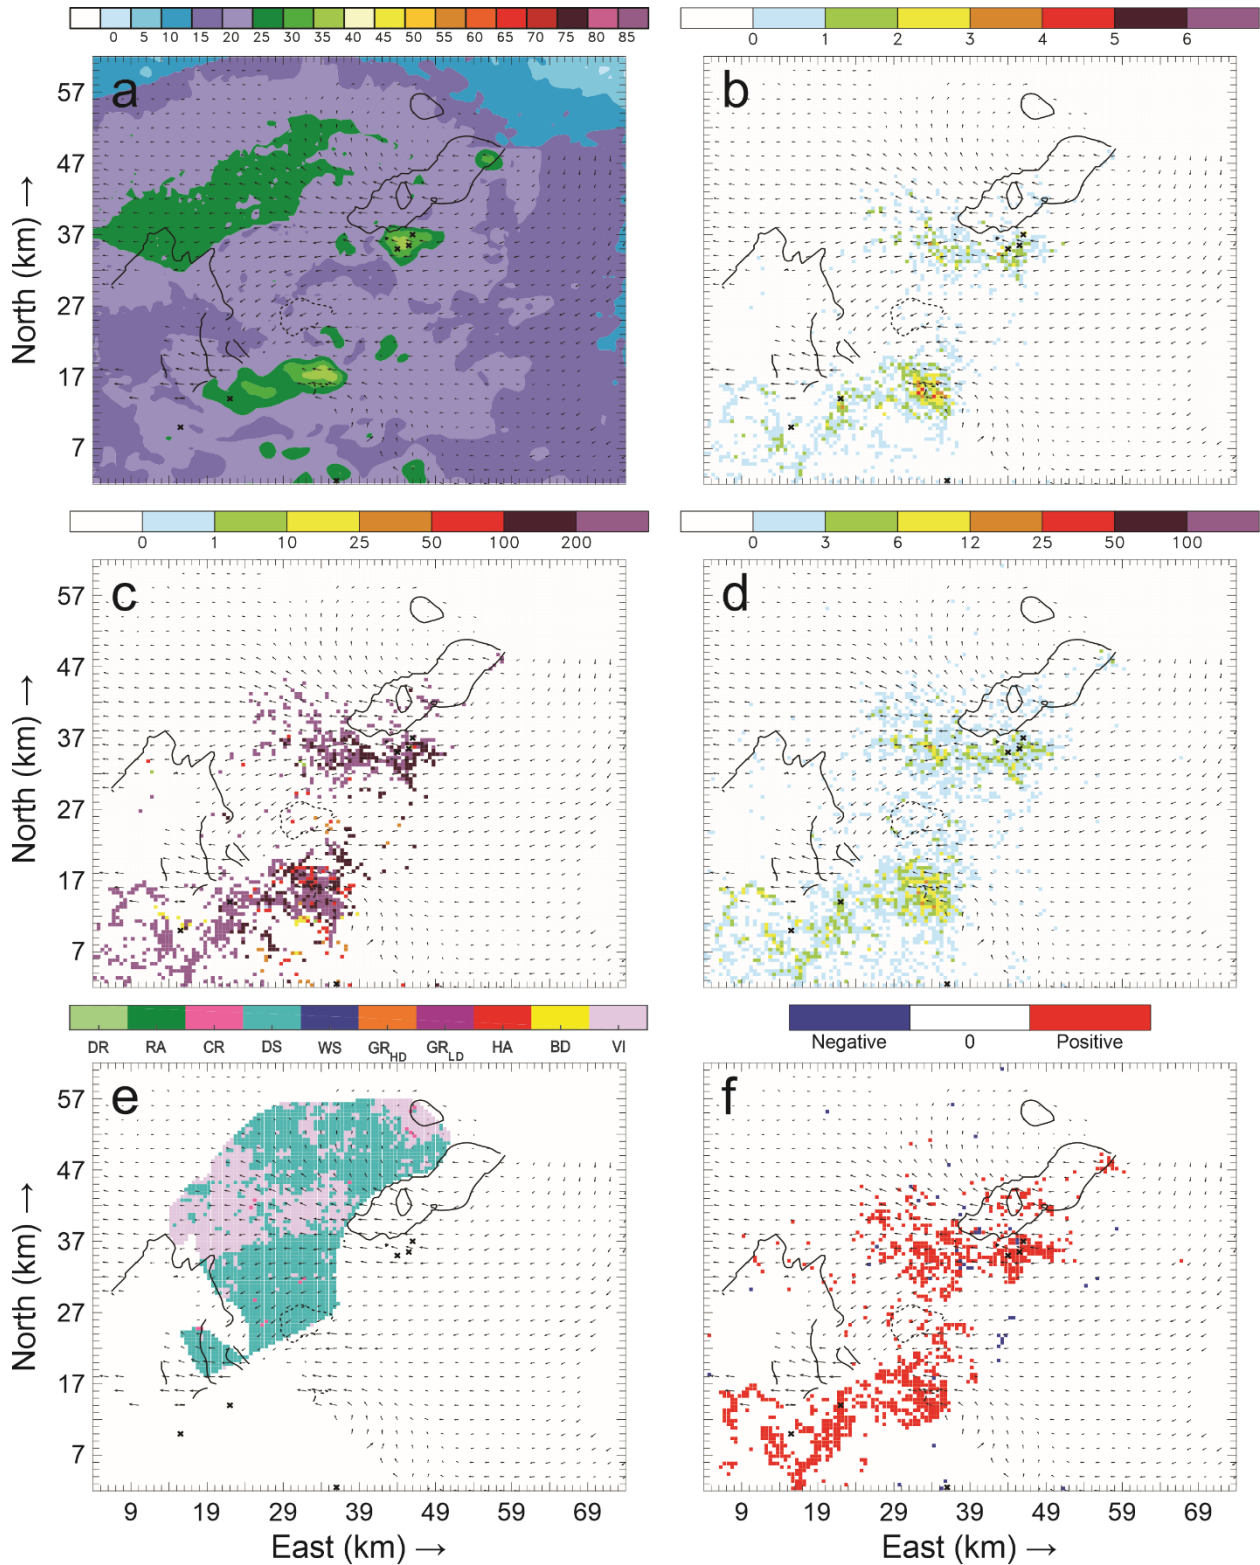 0 5 10 15 20 25 30 35 40 45 50 55 60 65 70 75 80 85
0 1 2 3 4 5 6
a
b
57
47
37
27
17
7
North (km) →
0 1 10 25 50 100 200
0 3 6 12 25 50 100
c
d
57
47
37
27
17
7
North (km) →
DR RA CR DS WS GR_HD GR_LD HA BD VI
Negative 0 Positive
e
f
57
47
37
27
17
7
North (km) →
9 19 29 39 49 59 69
9 19 29 39 49 59 69
East (km) →
East (km) →